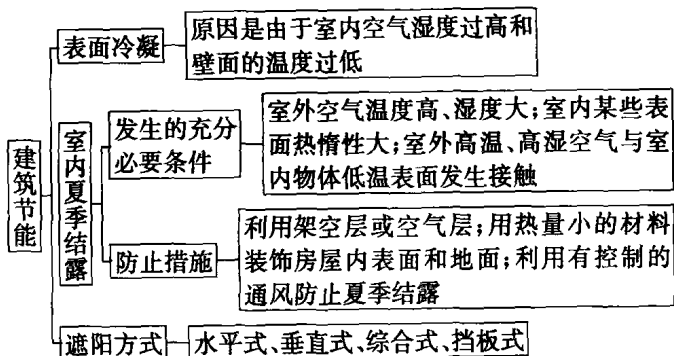 表面冷凝
原因是由于室内空气湿度过高和
壁面的温度过低
建筑节能
室内夏季结露
发生的充分
必要条件
室外空气温度高、湿度大;室内某些表
面热惰性大;室外高温、高湿空气与室
内物体低温表面发生接触
防止措施
利用架空层或空气层;用热量小的材料
装饰房屋内表面和地面;利用有控制的
通风防止夏季结露
遮阳方式
水平式、垂直式、综合式、挡板式